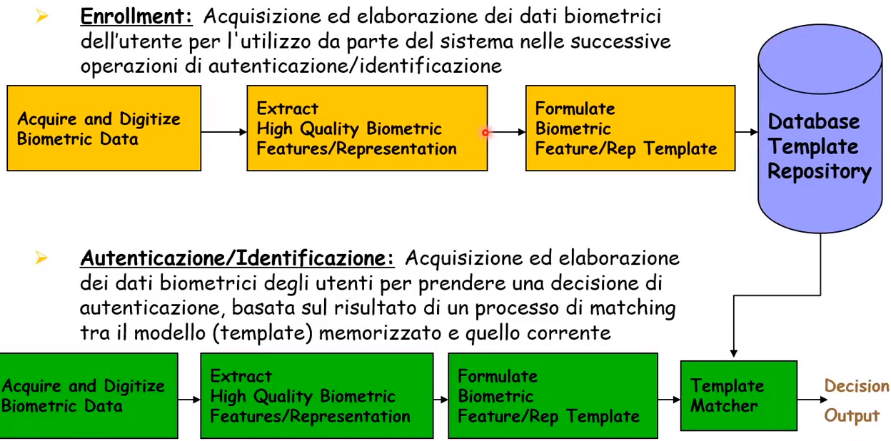 Enrollment: Acquisizione ed elaborazione dei dati biometrici
dell'utente per l'utilizzo da parte del sistema nelle successive
operazioni di autenticazione/identificazione
Acquire and Digitize
Biometric Data
Extract
High Quality Biometric
Features/Representation
Formulate
Biometric
Feature/Rep Template
Database
Template
Repository
Autenticazione/Identificazione: Acquisizione ed elaborazione
dei dati biometrici degli utenti per prendere una decisione di
autenticazione, basata sul risultato di un processo di matching
tra il modello (template) memorizzato e quello corrente
Acquire and Digitize
Biometric Data
Extract
High Quality Biometric
Features/Representation
Formulate
Biometric
Feature/Rep Template
Template
Matcher
Decision
Output